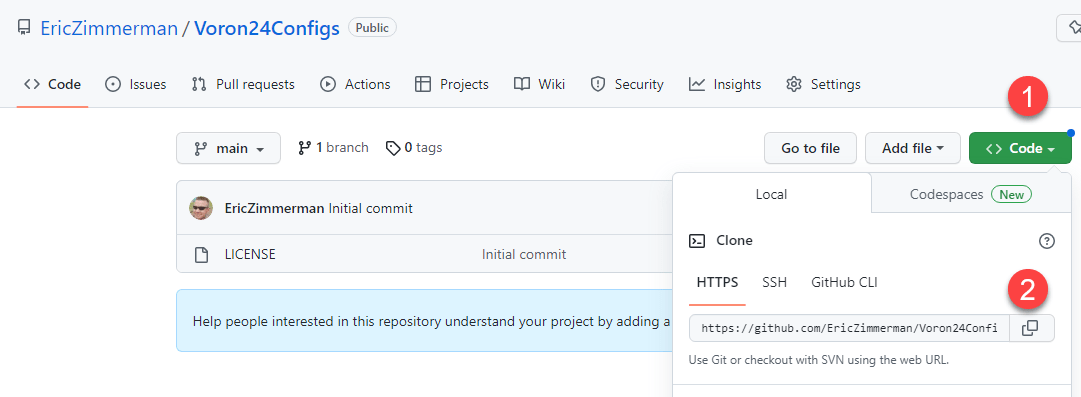 EricZimmerman / Voron24Configs Public
Code Issues Pull requests Actions Projects Wiki Security Insights Settings
1
main 1 branch 0 tags Go to file Add file Code
EricZimmerman Initial commit
LICENSE Initial commit
Help people interested in this repository understand your project by adding a
Local Codespaces New
Clone
HTTPS SSH GitHub CLI
2
https://github.com/EricZimmerman/Voron24Confi
Use Git or checkout with SVN using the web URL.